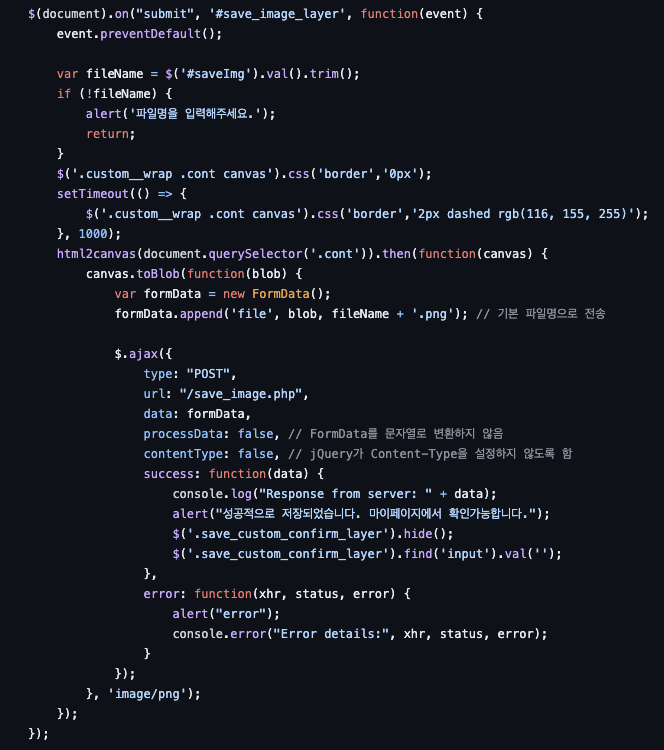 $(document).on("submit", '#save_image_layer', function(event) {
    event.preventDefault();

    var fileName = $('#saveImg').val().trim();
    if (!fileName) {
        alert('파일명을 입력해주세요.');
        return;
    }
    $('.custom__wrap .cont canvas').css('border','0px');
    setTimeout(() => {
        $('.custom__wrap .cont canvas').css('border','2px dashed rgb(116, 155, 255)');
    }, 1000);
    html2canvas(document.querySelector('.cont')).then(function(canvas) {
        canvas.toBlob(function(blob) {
            var formData = new FormData();
            formData.append('file', blob, fileName + '.png'); // 기본 파일명으로 전송

            $.ajax({
                type: "POST",
                url: "/save_image.php",
                data: formData,
                processData: false, // FormData를 문자열로 변환하지 않음
                contentType: false, // jQuery가 Content-Type을 설정하지 않도록 함
                success: function(data) {
                    console.log("Response from server: " + data);
                    alert("성공적으로 저장되었습니다. 마이페이지에서 확인가능합니다.");
                    $('.save_custom_confirm_layer').hide();
                    $('.save_custom_confirm_layer').find('input').val('');
                },
                error: function(xhr, status, error) {
                    alert("error");
                    console.error("Error details:", xhr, status, error);
                }
            });
        }, 'image/png');
    });
});